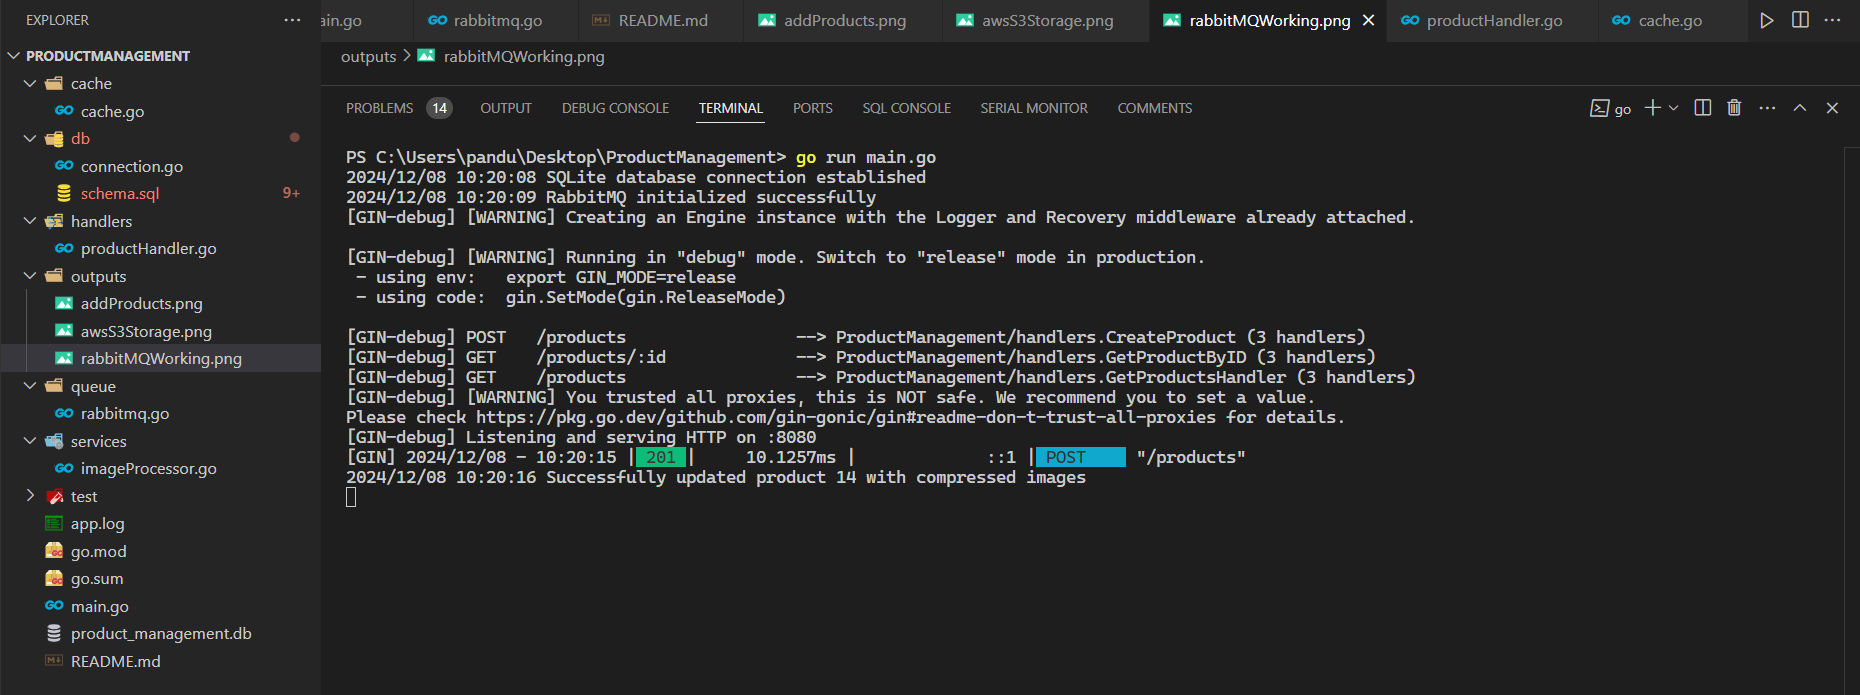 EXPLORER
PRODUCTMANAGEMENT
cache
cache.go
db
connection.go
schema.sql 9+
handlers
productHandler.go
outputs
addProducts.png
awsS3Storage.png
rabbitMQWorking.png
queue
rabbitmq.go
services
imageProcessor.go
test
app.log
go.mod
go.sum
main.go
product_management.db
README.md
ain.go rabbitmq.go README.md addProducts.png awsS3Storage.png rabbitMQWorking.png productHandler.go cache.go
outputs > rabbitMQWorking.png
PROBLEMS 14 OUTPUT DEBUG CONSOLE TERMINAL PORTS SQL CONSOLE SERIAL MONITOR COMMENTS go
PS C:\Users\pandu\Desktop\ProductManagement> go run main.go
2024/12/08 10:20:08 SQLite database connection established
2024/12/08 10:20:09 RabbitMQ initialized successfully
[GIN-debug] [WARNING] Creating an Engine instance with the Logger and Recovery middleware already attached.
[GIN-debug] [WARNING] Running in "debug" mode. Switch to "release" mode in production.
- using env: export GIN_MODE=release
- using code: gin.SetMode(gin.ReleaseMode)
[GIN-debug] POST /products --> ProductManagement/handlers.CreateProduct (3 handlers)
[GIN-debug] GET /products/:id --> ProductManagement/handlers.GetProductByID (3 handlers)
[GIN-debug] GET /products --> ProductManagement/handlers.GetProductsHandler (3 handlers)
[GIN-debug] [WARNING] You trusted all proxies, this is NOT safe. We recommend you to set a value.
Please check https://pkg.go.dev/github.com/gin-gonic/gin#readme-don-t-trust-all-proxies for details.
[GIN-debug] Listening and serving HTTP on :8080
[GIN] 2024/12/08 - 10:20:15 | 201 | 10.1257ms | ::1 | POST "/products"
2024/12/08 10:20:16 Successfully updated product 14 with compressed images